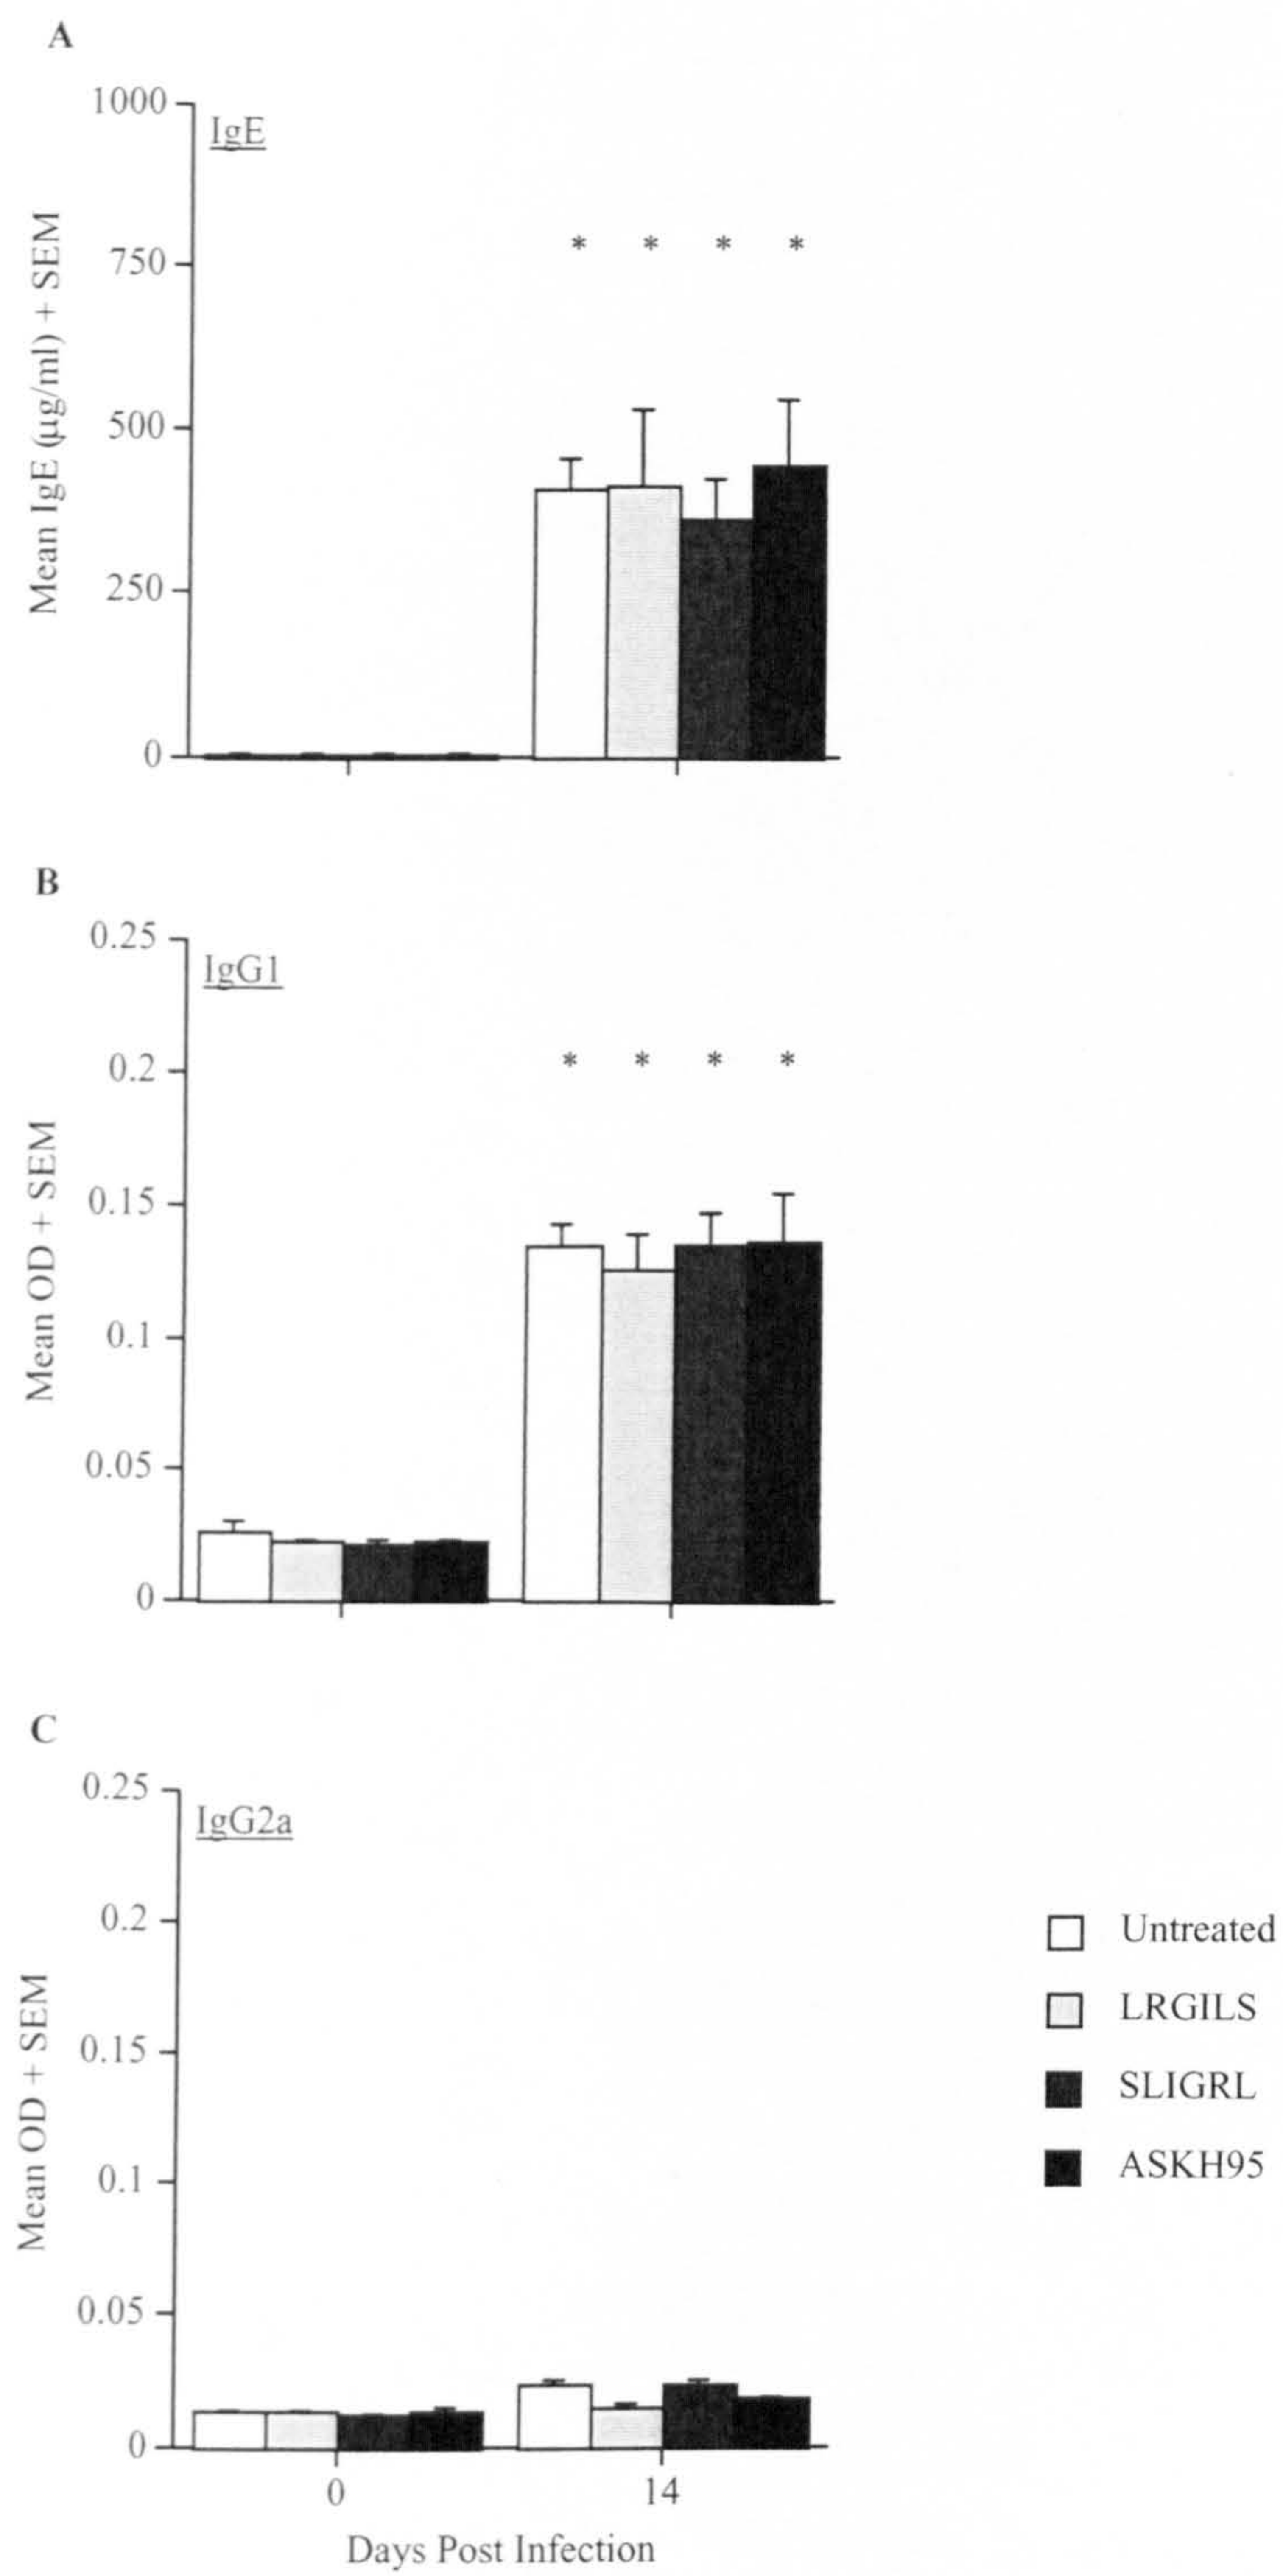 A
1000
IgE
750
500
250
0
Mean IgE (µg/ml) + SEM
* * * *
B
0.25
IgG1
0.2
0.15
0.1
0.05
0
Mean OD + SEM
* * * *
C
0.25
IgG2a
0.2
0.15
0.1
0.05
0
Mean OD + SEM
0 14
Days Post Infection
Untreated
LRGILS
SLIGRL
ASKH95